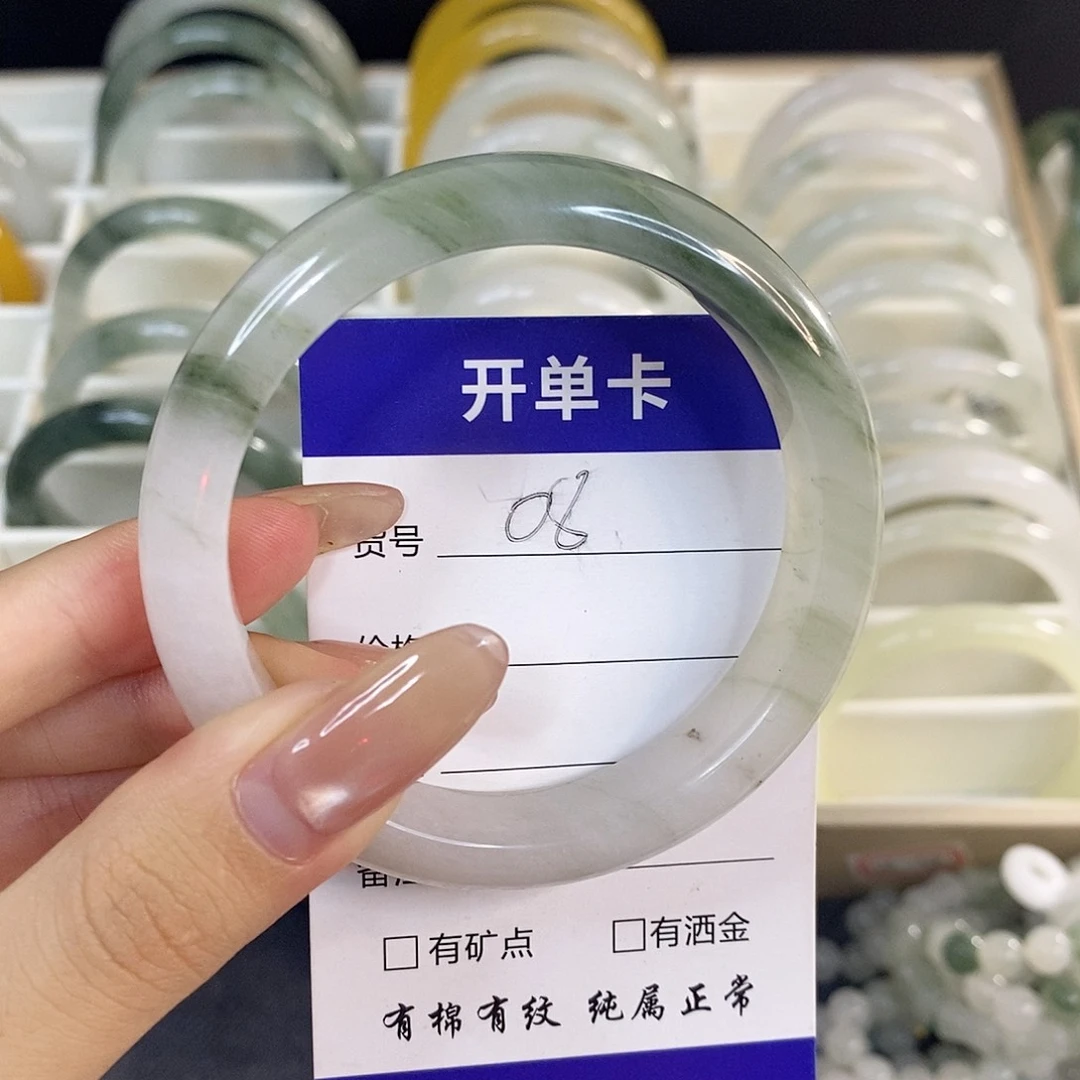 开单卡
货号 08
□有矿点 □有洒金
有棉有纹 纯属正常